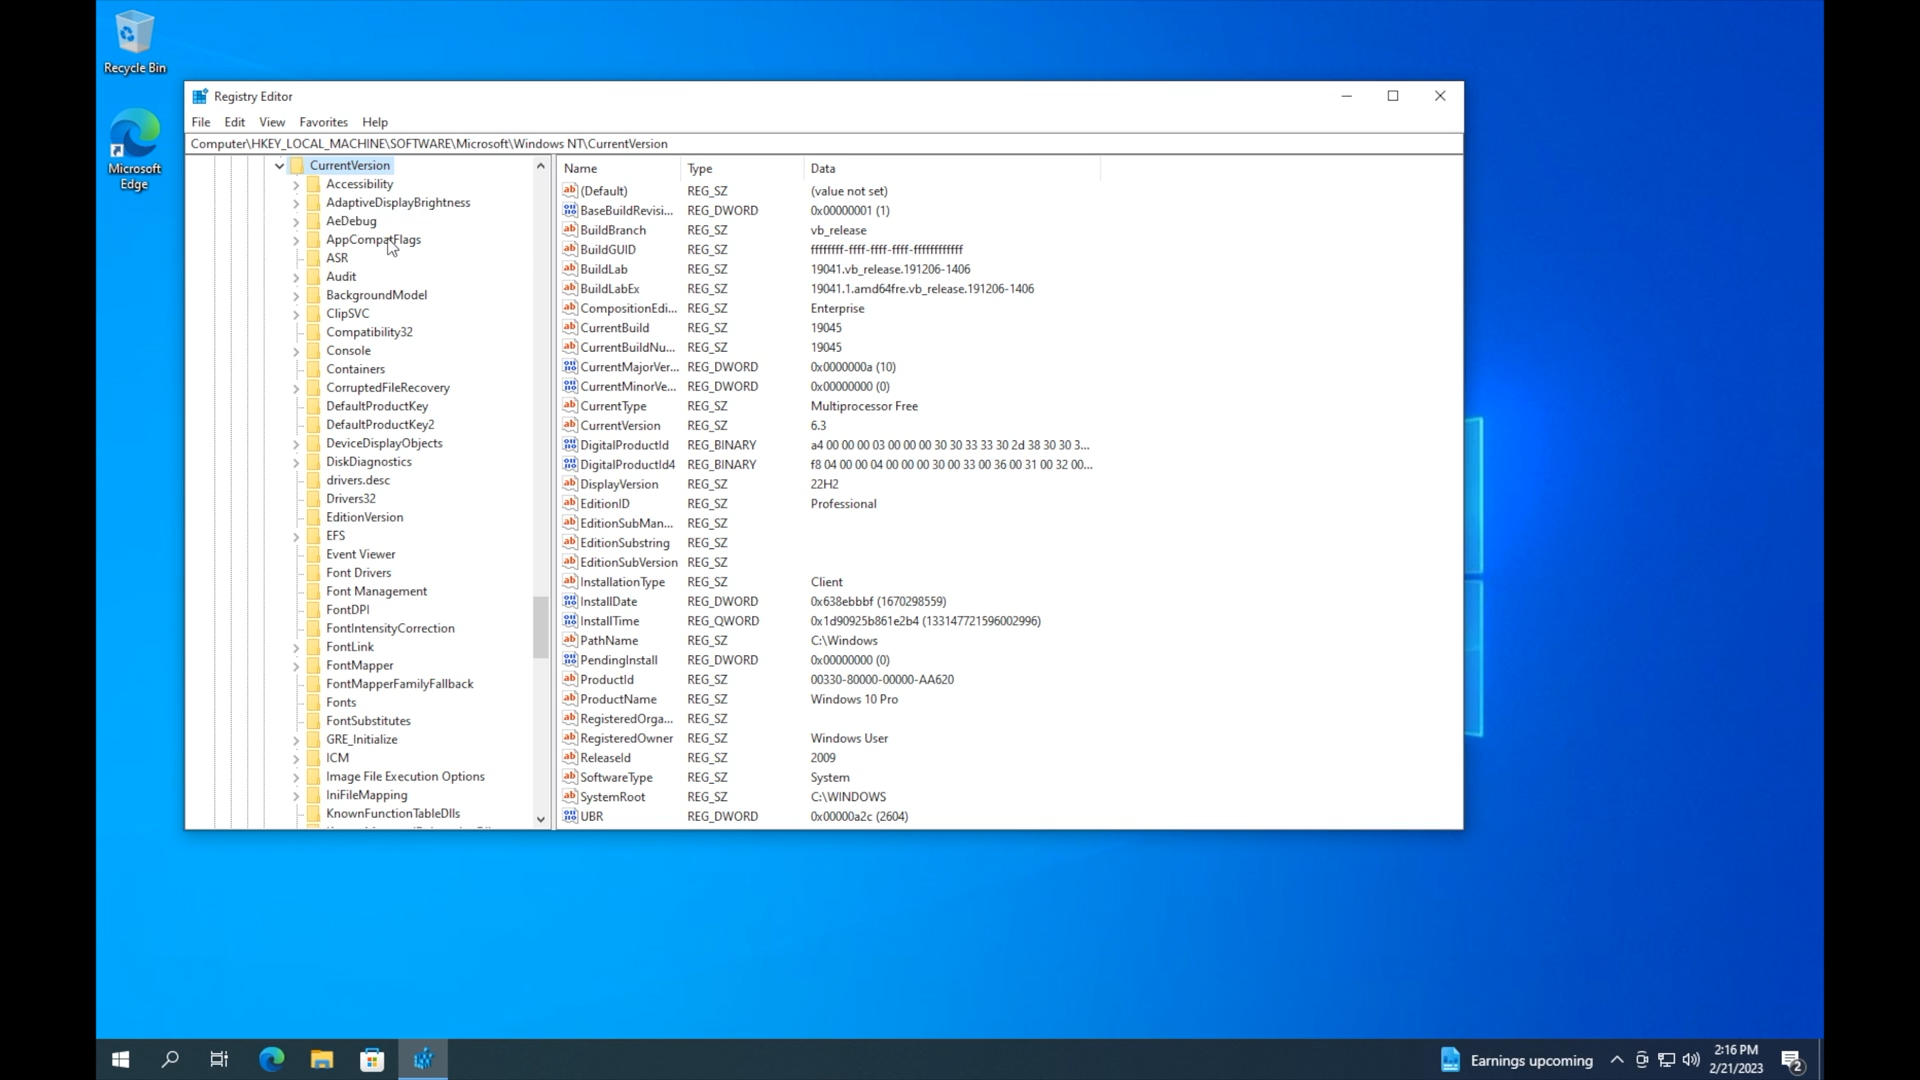 Recycle Bin
Microsoft
Edge
Registry Editor
File Edit View Favorites Help
Computer\HKEY_LOCAL_MACHINE\SOFTWARE\Microsoft\Windows NT\CurrentVersion
CurrentVersion
Accessibility
AdaptiveDisplayBrightness
AeDebug
AppCompatFlags
ASR
Audit
BackgroundModel
ClipSVC
Compatibility32
Console
Containers
CorruptedFileRecovery
DefaultProductKey
DefaultProductKey2
DeviceDisplayObjects
DiskDiagnostics
drivers.desc
Drivers32
EditionVersion
EFS
Event Viewer
Font Drivers
Font Management
FontDPI
FontIntensityCorrection
FontLink
FontMapper
FontMapperFamilyFallback
Fonts
FontSubstitutes
GRE_Initialize
ICM
Image File Execution Options
IniFileMapping
KnownFunctionTableDlls
Name Type Data
(Default) REG_SZ (value not set)
BaseBuildRevisi... REG_DWORD 0x00000001 (1)
BuildBranch REG_SZ vb_release
BuildGUID REG_SZ ffffffff-ffff-ffff-ffff-ffffffffffff
BuildLab REG_SZ 19041.vb_release.191206-1406
BuildLabEx REG_SZ 19041.1.amd64fre.vb_release.191206-1406
CompositionEdi... REG_SZ Enterprise
CurrentBuild REG_SZ 19045
CurrentBuildNu... REG_SZ 19045
CurrentMajorVer... REG_DWORD 0x0000000a (10)
CurrentMinorVe... REG_DWORD 0x00000000 (0)
CurrentType REG_SZ Multiprocessor Free
CurrentVersion REG_SZ 6.3
DigitalProductId REG_BINARY a4 00 00 00 03 00 00 00 30 30 33 33 30 2d 38 30 30 3...
DigitalProductId4 REG_BINARY f8 04 00 00 04 00 00 00 30 00 33 00 36 00 31 00 32 00...
DisplayVersion REG_SZ 22H2
EditionID REG_SZ Professional
EditionSubMan... REG_SZ
EditionSubstring REG_SZ
EditionSubVersion REG_SZ
InstallationType REG_SZ Client
InstallDate REG_DWORD 0x638ebbbf (1670298559)
InstallTime REG_QWORD 0x1d90925b861e2b4 (133147721596002996)
PathName REG_SZ C:\Windows
PendingInstall REG_DWORD 0x00000000 (0)
ProductId REG_SZ 00330-80000-00000-AA620
ProductName REG_SZ Windows 10 Pro
RegisteredOrga... REG_SZ
RegisteredOwner REG_SZ Windows User
ReleaseId REG_SZ 2009
SoftwareType REG_SZ System
SystemRoot REG_SZ C:\WINDOWS
UBR REG_DWORD 0x00000a2c (2604)
Earnings upcoming
2:16 PM
2/21/2023
2